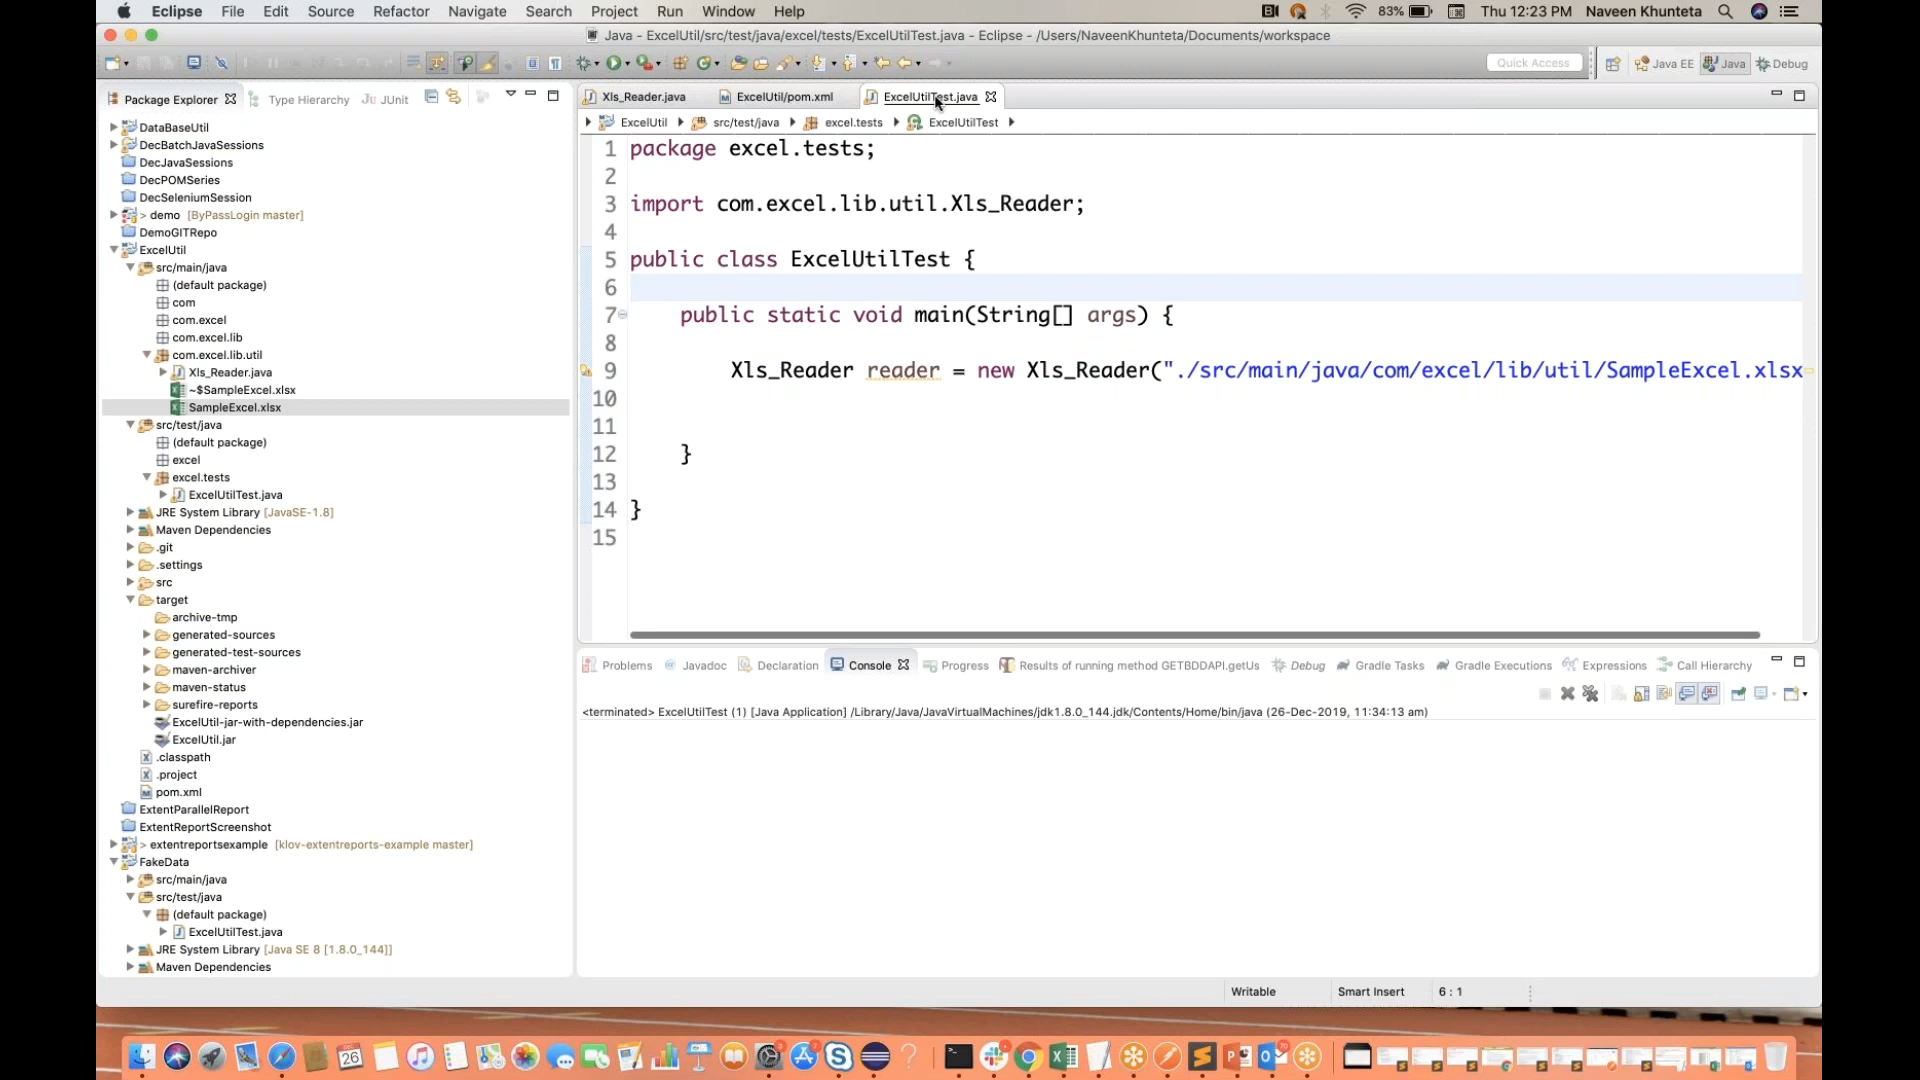 Eclipse File Edit Source Refactor Navigate Search Project Run Window Help 83% Thu 12:23 PM Naveen Khunteta
Java - ExcelUtil/src/test/java/excel/tests/ExcelUtilTest.java - Eclipse - /Users/NaveenKhunteta/Documents/workspace
Quick Access Java EE Java Debug
Package Explorer Type Hierarchy JUnit
Xls_Reader.java ExcelUtil/pom.xml ExcelUtilTest.java
ExcelUtil src/test/java excel.tests ExcelUtilTest
DataBaseUtil
DecBatchJavaSessions
DecJavaSessions
DecPOMSeries
DecSeleniumSession
> demo [ByPassLogin master]
DemoGITRepo
ExcelUtil
src/main/java
(default package)
com
com.excel
com.excel.lib
com.excel.lib.util
Xls_Reader.java
~$SampleExcel.xlsx
SampleExcel.xlsx
src/test/java
(default package)
excel
excel.tests
ExcelUtilTest.java
JRE System Library [JavaSE-1.8]
Maven Dependencies
.git
.settings
src
target
archive-tmp
generated-sources
generated-test-sources
maven-archiver
maven-status
surefire-reports
ExcelUtil-jar-with-dependencies.jar
ExcelUtil.jar
.classpath
.project
pom.xml
ExtentParallelReport
ExtentReportScreenshot
> extentreportsexample [klov-extentreports-example master]
FakeData
src/main/java
src/test/java
(default package)
ExcelUtilTest.java
JRE System Library [Java SE 8 [1.8.0_144]]
Maven Dependencies
1 package excel.tests;
2
3 import com.excel.lib.util.Xls_Reader;
4
5 public class ExcelUtilTest {
6
7 public static void main(String[] args) {
8
9 Xls_Reader reader = new Xls_Reader("./src/main/java/com/excel/lib/util/SampleExcel.xlsx
10
11
12 }
13
14 }
15
Problems Javadoc Declaration Console Progress Results of running method GETBDDAPI.getUs Debug Gradle Tasks Gradle Executions Expressions Call Hierarchy
<terminated> ExcelUtilTest (1) [Java Application] /Library/Java/JavaVirtualMachines/jdk1.8.0_144.jdk/Contents/Home/bin/java (26-Dec-2019, 11:34:13 am)
Writable Smart Insert 6 : 1
26